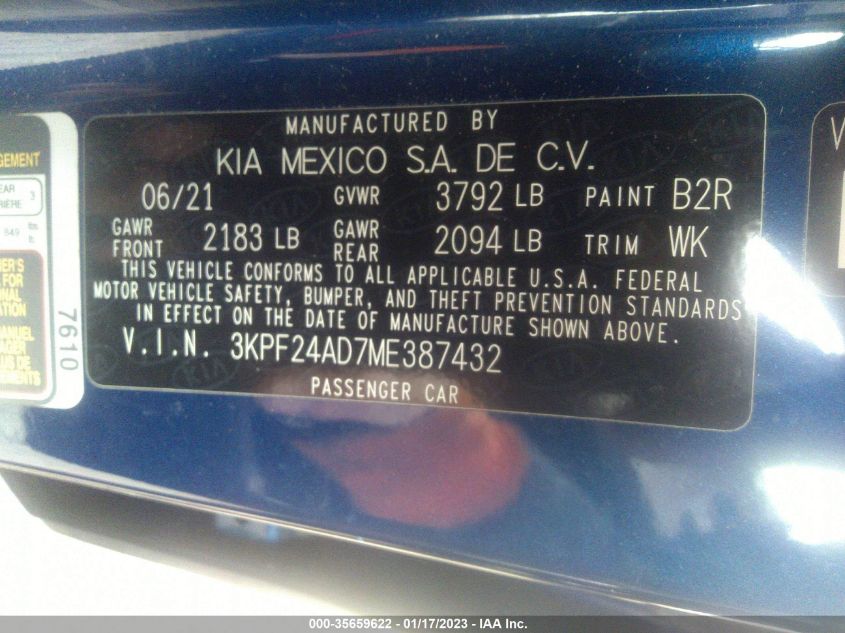 MANUFACTURED BY
KIA MEXICO S.A. DE C.V.
06/21 GVWR 3792 LB PAINT B2R
GAWR FRONT 2183 LB GAWR REAR 2094 LB TRIM WK
THIS VEHICLE CONFORMS TO ALL APPLICABLE U.S.A. FEDERAL
MOTOR VEHICLE SAFETY, BUMPER, AND THEFT PREVENTION STANDARDS
IN EFFECT ON THE DATE OF MANUFACTURE SHOWN ABOVE.
V.I.N. 3KPF24AD7ME387432
PASSENGER CAR
3
849 lbs
7610
000-35659622 - 01/17/2023 - IAA Inc.